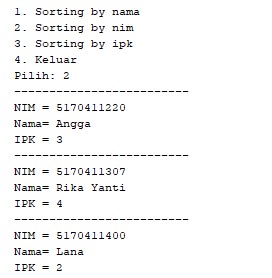 1. Sorting by nama
2. Sorting by nim
3. Sorting by ipk
4. Keluar
Pilih: 2
-------------------------
NIM = 5170411220
Nama= Angga
IPK = 3
-------------------------
NIM = 5170411307
Nama= Rika Yanti
IPK = 4
-------------------------
NIM = 5170411400
Nama= Lana
IPK = 2